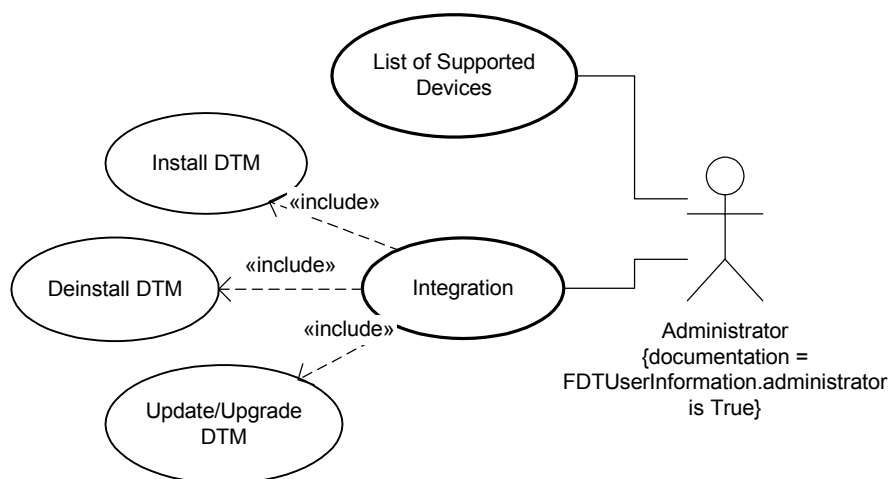 List of Supported
Devices
Install DTM
«include»
«include»
Deinstall DTM
Integration
«include»
Administrator
{documentation =
FDTUserInformation.administrator
is True}
Update/Upgrade
DTM